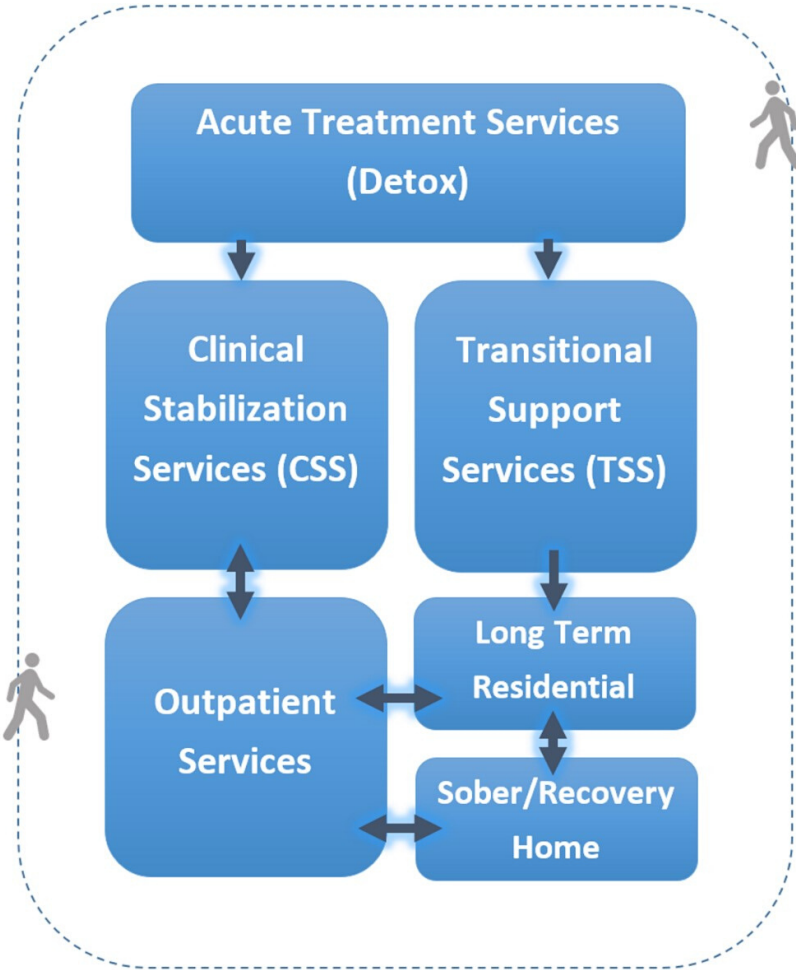 Acute Treatment Services
(Detox)
Clinical
Stabilization
Services (CSS)
Transitional
Support
Services (TSS)
Outpatient
Services
Long Term
Residential
Sober/Recovery
Home